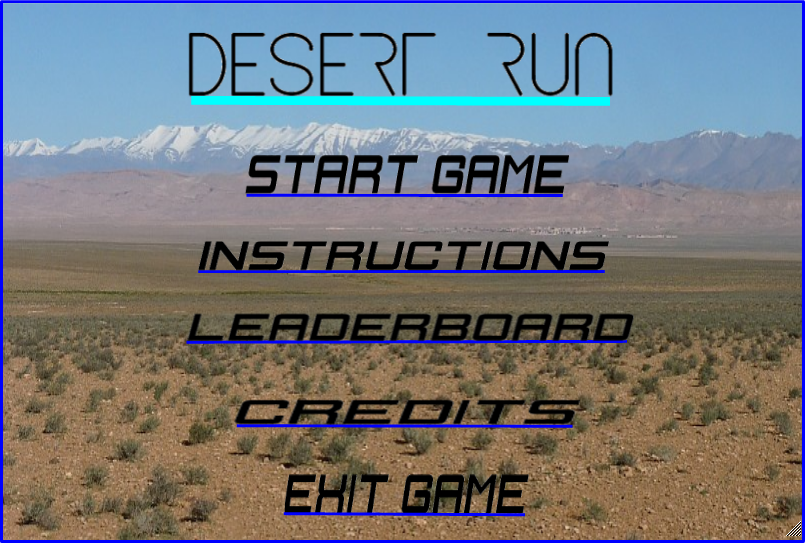 DESERT RUN
START GAME
INSTRUCTIONS
LEADERBOARD
CREDITS
EXIT GAME